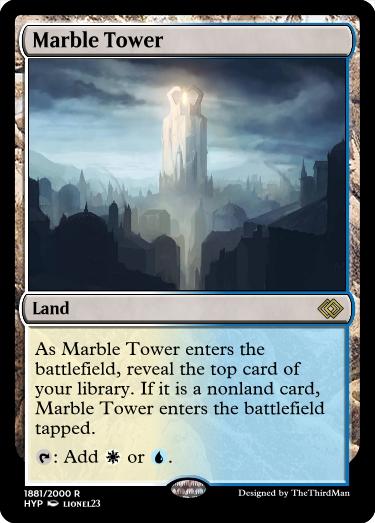 Marble Tower
Land
As Marble Tower enters the
battlefield, reveal the top card of
your library. If it is a nonland card,
Marble Tower enters the battlefield
tapped.
: Add or .
1881/2000 R
HYP LIONEL23
Designed by TheThirdMan